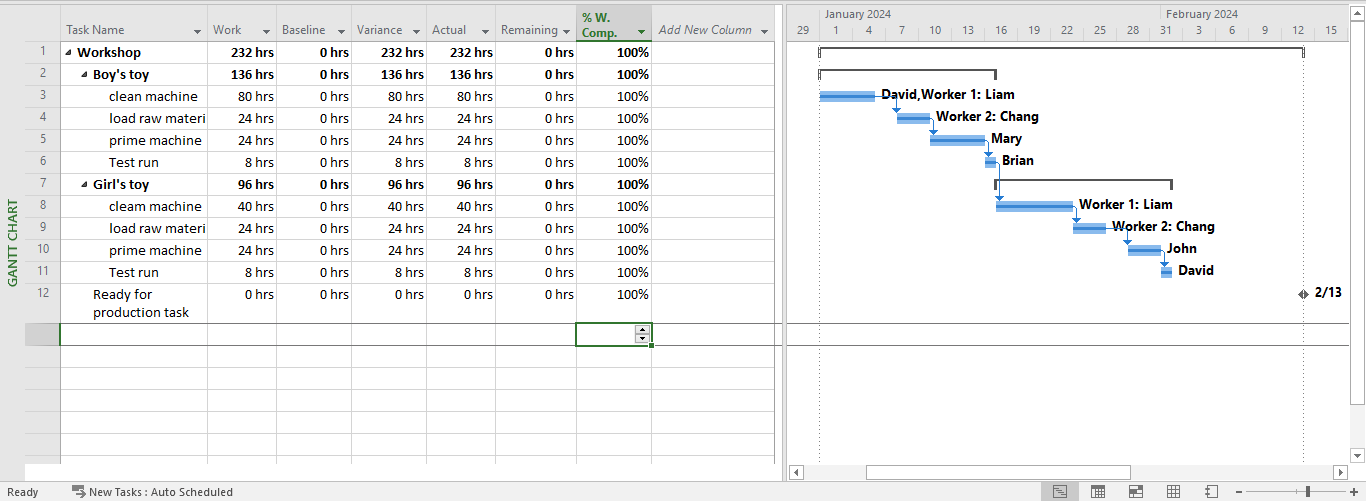 January 2024 February 2024
Task Name Work Baseline Variance Actual Remaining % W. Comp. Add New Column 29 1 4 7 10 13 16 19 22 25 28 31 3 6 9 12 15
1 Workshop 232 hrs 0 hrs 232 hrs 232 hrs 0 hrs 100%
2 Boy's toy 136 hrs 0 hrs 136 hrs 136 hrs 0 hrs 100%
3 clean machine 80 hrs 0 hrs 80 hrs 80 hrs 0 hrs 100% David,Worker 1: Liam
4 load raw materi 24 hrs 0 hrs 24 hrs 24 hrs 0 hrs 100% Worker 2: Chang
5 prime machine 24 hrs 0 hrs 24 hrs 24 hrs 0 hrs 100% Mary
6 Test run 8 hrs 0 hrs 8 hrs 8 hrs 0 hrs 100% Brian
7 Girl's toy 96 hrs 0 hrs 96 hrs 96 hrs 0 hrs 100%
8 cleam machine 40 hrs 0 hrs 40 hrs 40 hrs 0 hrs 100% Worker 1: Liam
9 load raw materi 24 hrs 0 hrs 24 hrs 24 hrs 0 hrs 100% Worker 2: Chang
10 prime machine 24 hrs 0 hrs 24 hrs 24 hrs 0 hrs 100% John
11 Test run 8 hrs 0 hrs 8 hrs 8 hrs 0 hrs 100% David
12 Ready for 0 hrs 0 hrs 0 hrs 0 hrs 0 hrs 100% 2/13
production task
GANTT CHART
Ready New Tasks : Auto Scheduled